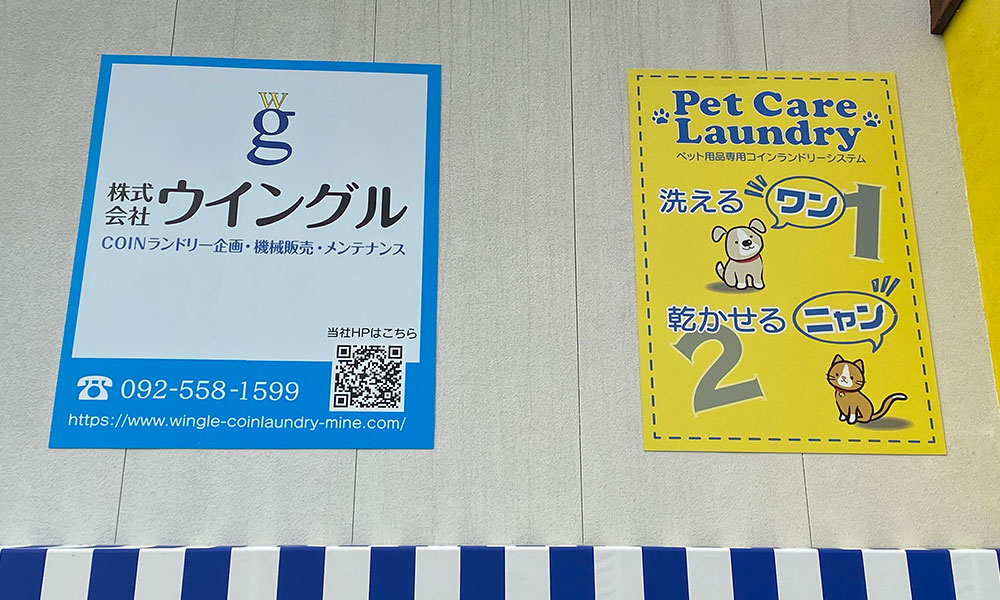 wg
株式
会社
ウイングル
COINランドリー企画・機械販売・メンテナンス
当社HPはこちら
092-558-1599
https://www.wingle-coinlaundry-mine.com/
Pet Care
Laundry
ペット用品専用コインランドリーシステム
洗える ワン 1
乾かせる ニャン
2